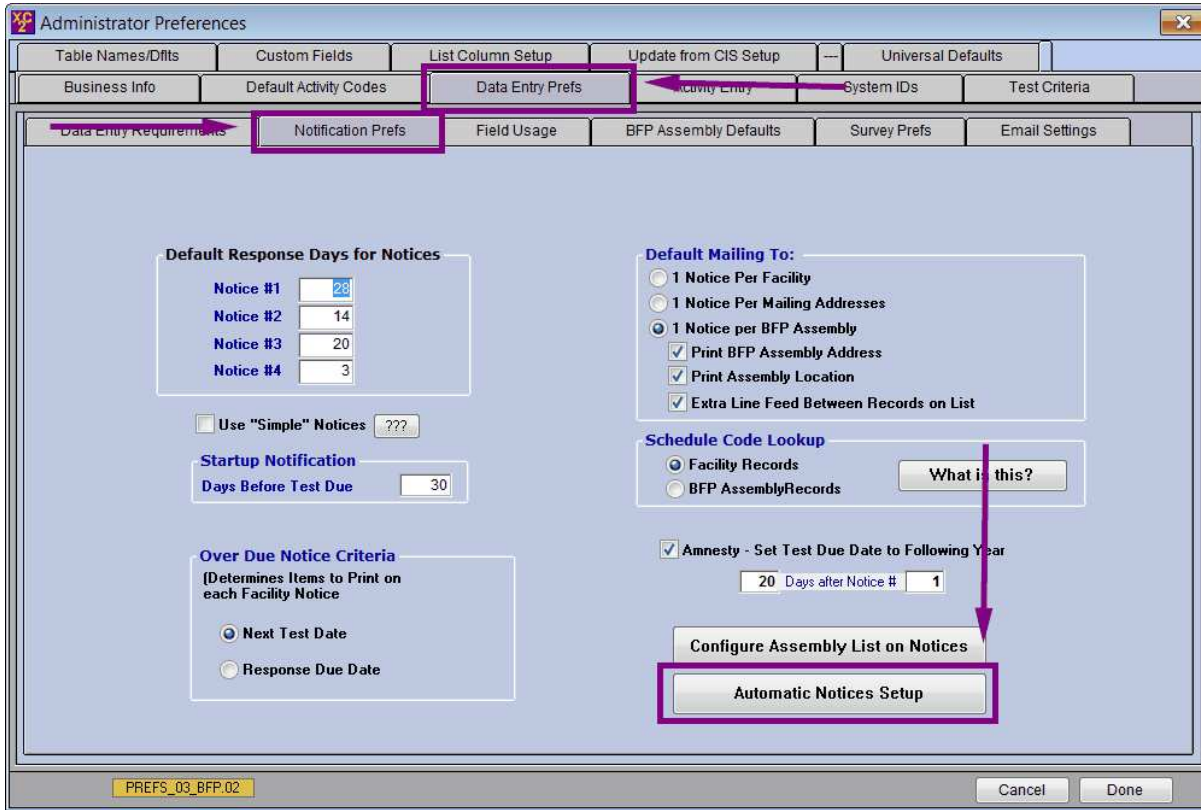 XC2
Administrator Preferences
Table Names/Dflts Custom Fields List Column Setup Update from CIS Setup --- Universal Defaults
Business Info Default Activity Codes Data Entry Prefs Activity Entry System IDs Test Criteria
Data Entry Requirements Notification Prefs Field Usage BFP Assembly Defaults Survey Prefs Email Settings
Default Response Days for Notices
Notice #1 28
Notice #2 14
Notice #3 20
Notice #4 3
Use "Simple" Notices ???
Startup Notification
Days Before Test Due 30
Over Due Notice Criteria
(Determines Items to Print on
each Facility Notice
Next Test Date
Response Due Date
Default Mailing To:
1 Notice Per Facility
1 Notice Per Mailing Addresses
1 Notice per BFP Assembly
Print BFP Assembly Address
Print Assembly Location
Extra Line Feed Between Records on List
Schedule Code Lookup
Facility Records
BFP AssemblyRecords
What is this?
Amnesty - Set Test Due Date to Following Year
20 Days after Notice # 1
Configure Assembly List on Notices
Automatic Notices Setup
PREFS_03_BFP.02
Cancel Done